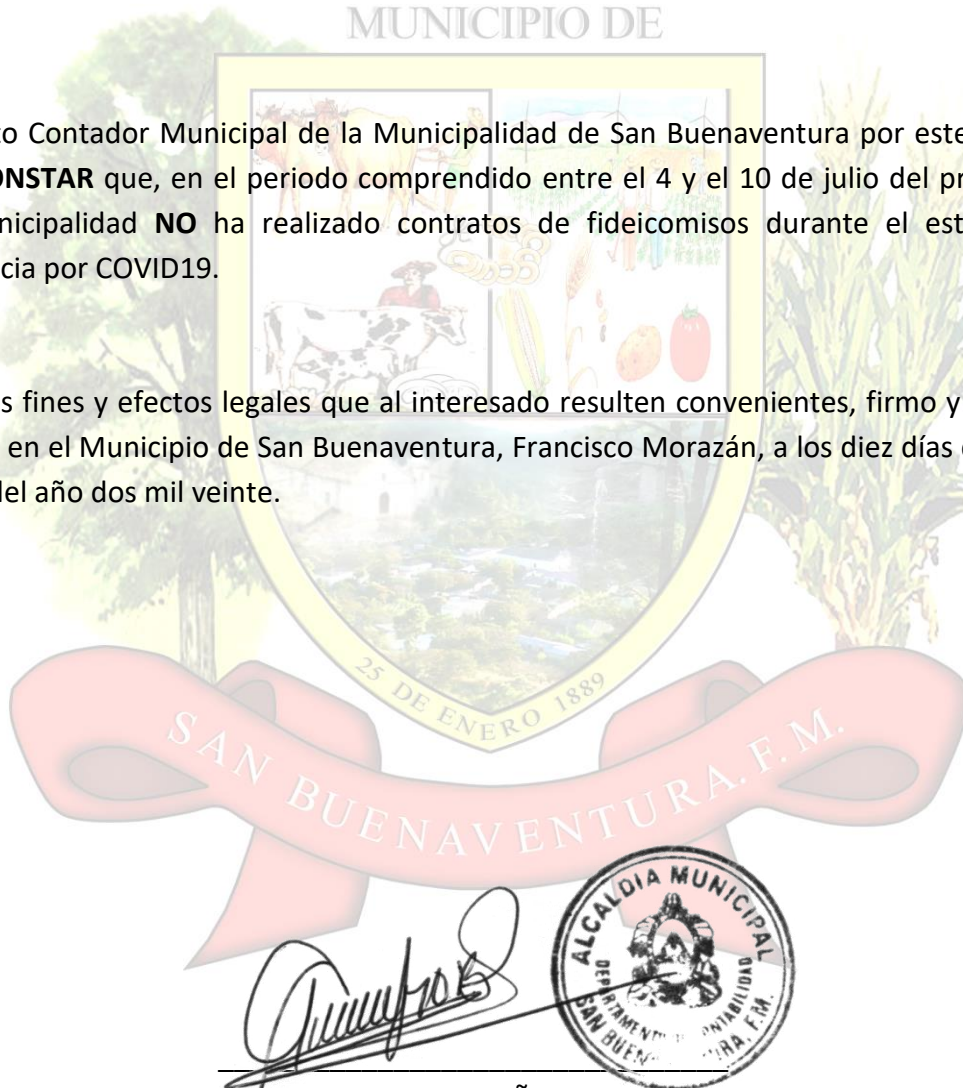 MUNICIPIO DE
to Contador Municipal de la Municipalidad de San Buenaventura por este
ONSTAR que, en el periodo comprendido entre el 4 y el 10 de julio del pr
nicipalidad NO ha realizado contratos de fideicomisos durante el est
cia por COVID19.
s fines y efectos legales que al interesado resulten convenientes, firmo y
en el Municipio de San Buenaventura, Francisco Morazán, a los diez días
del año dos mil veinte.
25 DE ENERO 1889
SAN BUENAVENTURA. F. M.
ALCALDIA MUNICIPAL